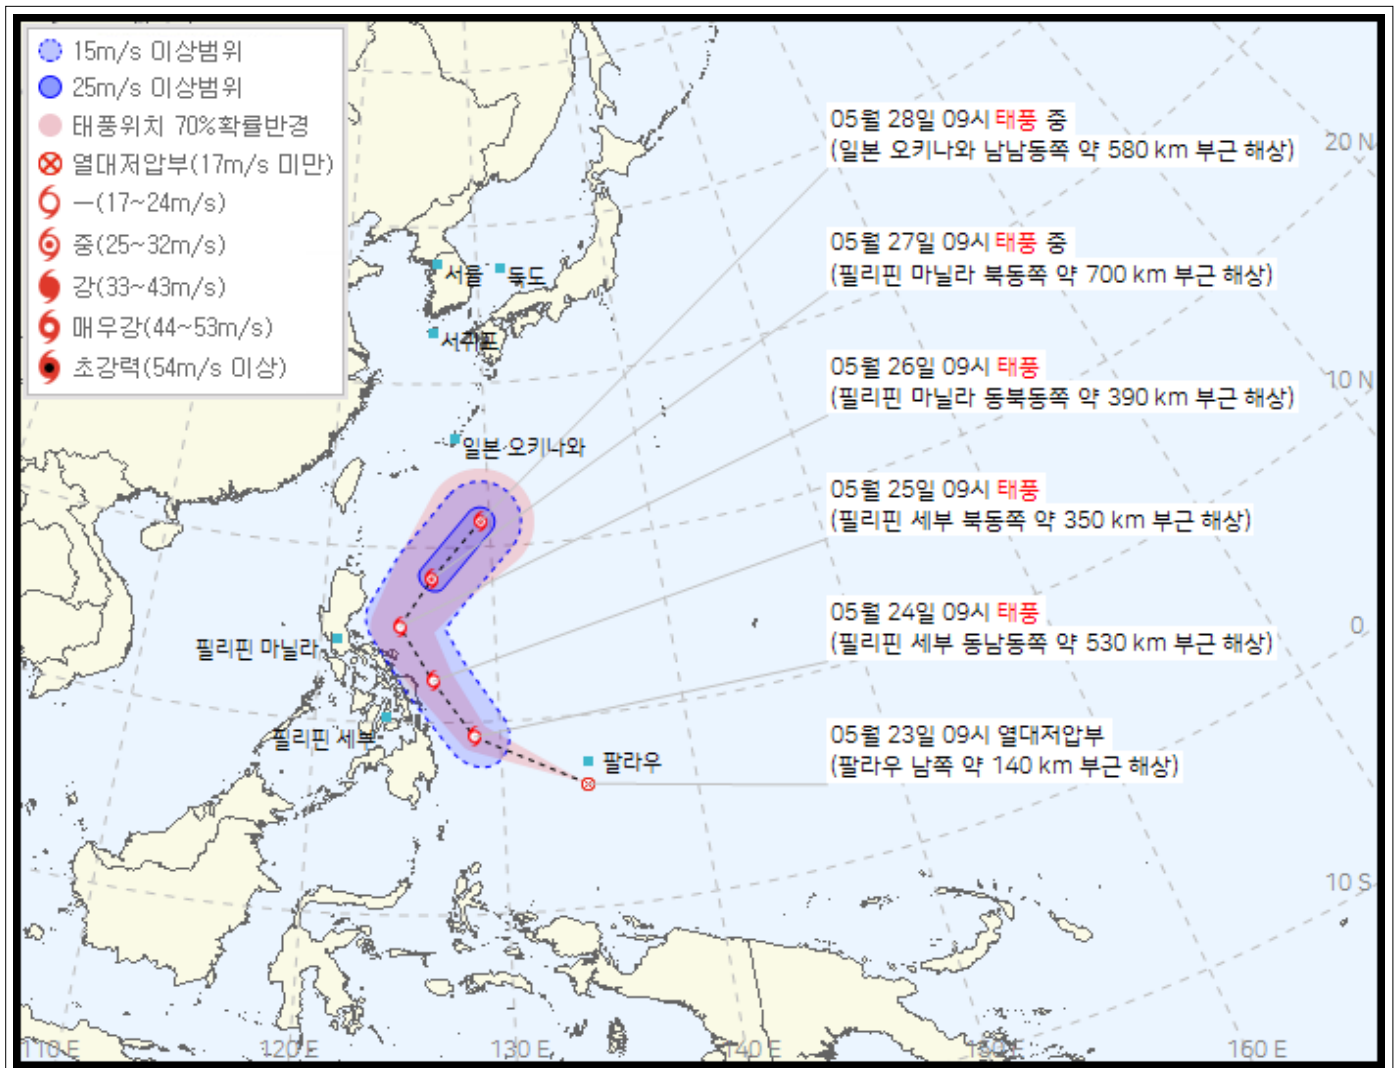 15m/s 이상범위
25m/s 이상범위
태풍위치 70%확률반경
열대저압부(17m/s 미만)
ㅡ(17~24m/s)
중(25~32m/s)
강(33~43m/s)
매우강(44~53m/s)
초강력(54m/s 이상)
05월 28일 09시 태풍 중
(일본 오키나와 남남동쪽 약 580 km 부근 해상)
20 N
05월 27일 09시 태풍 중
(필리핀 마닐라 북동쪽 약 700 km 부근 해상)
서울
독도
서귀포
05월 26일 09시 태풍
(필리핀 마닐라 동북동쪽 약 390 km 부근 해상)
10 N
일본 오키나와
05월 25일 09시 태풍
(필리핀 세부 북동쪽 약 350 km 부근 해상)
05월 24일 09시 태풍
(필리핀 세부 동남동쪽 약 530 km 부근 해상)
0
필리핀 마닐라
필리핀 세부
05월 23일 09시 열대저압부
(팔라우 남쪽 약 140 km 부근 해상)
팔라우
10 S
110 E
120 E
130 E
140 E
150 E
160 E